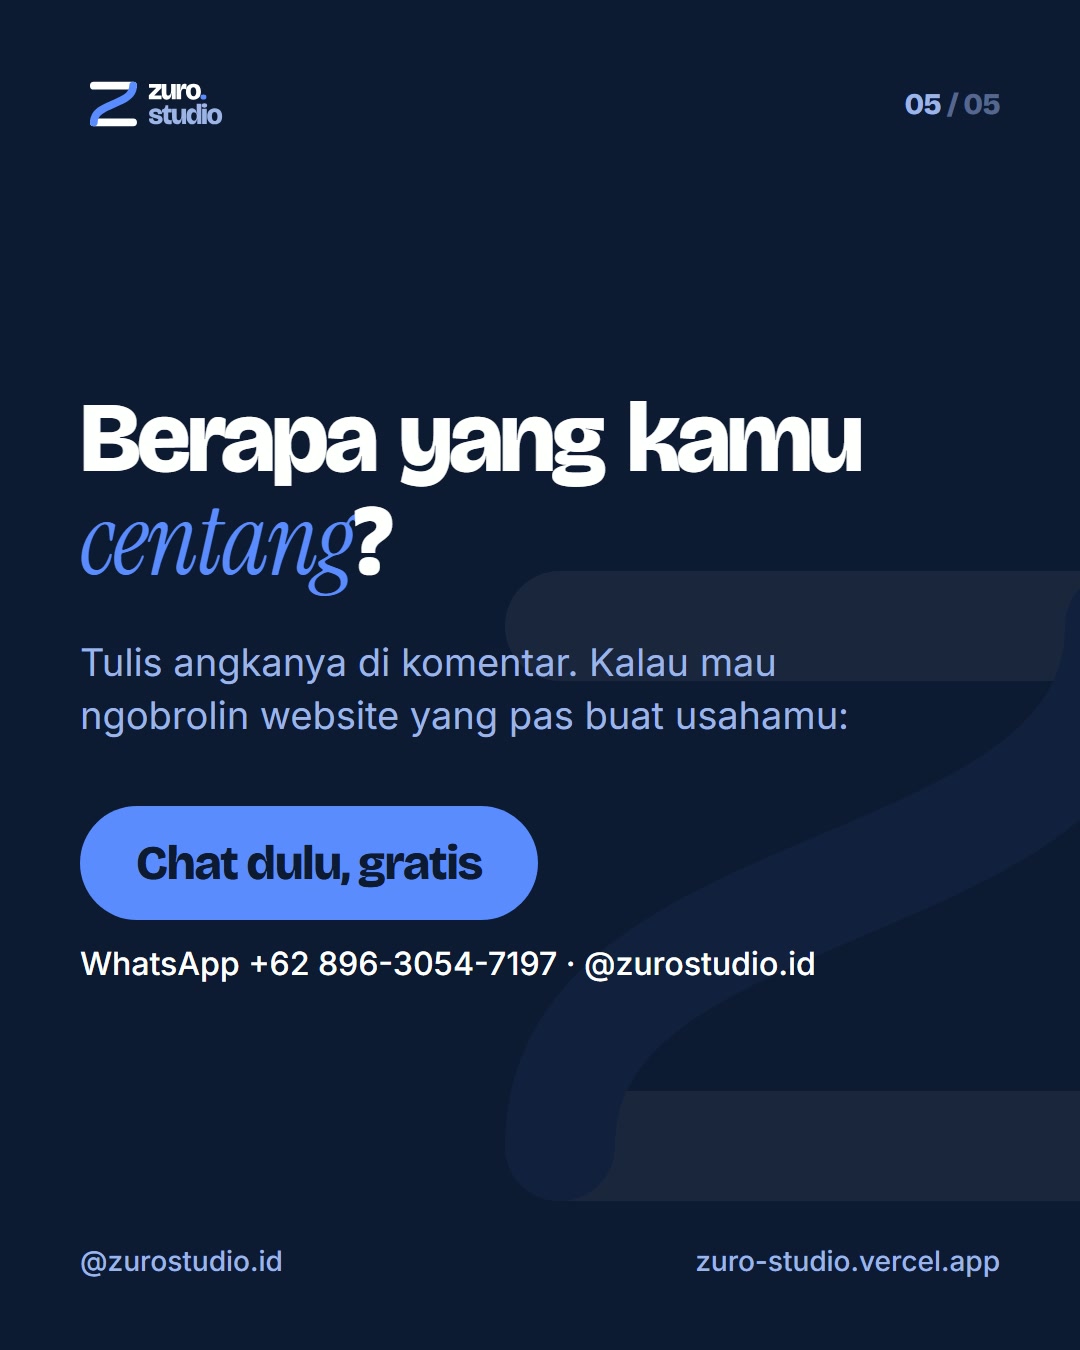 zuro.
studio
05 / 05
Berapa yang kamu
centang?
Tulis angkanya di komentar. Kalau mau
ngobrolin website yang pas buat usahamu:
Chat dulu, gratis
WhatsApp +62 896-3054-7197 · @zurostudio.id
@zurostudio.id
zuro-studio.vercel.app